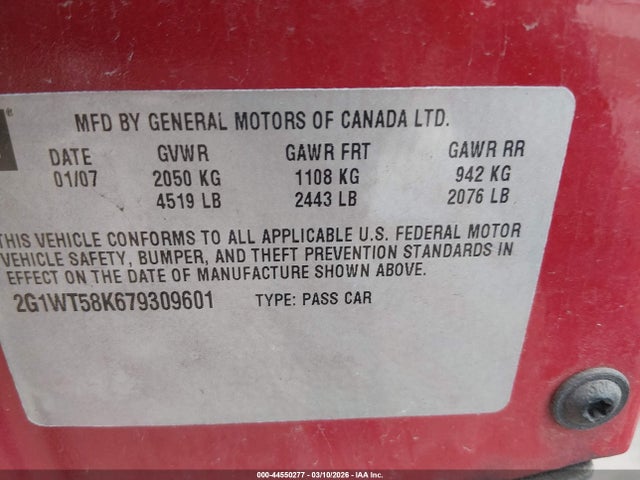 ®
MFD BY GENERAL MOTORS OF CANADA LTD.
DATE GVWR GAWR FRT GAWR RR
01/07 2050 KG 1108 KG 942 KG
4519 LB 2443 LB 2076 LB
THIS VEHICLE CONFORMS TO ALL APPLICABLE U.S. FEDERAL MOTOR
VEHICLE SAFETY, BUMPER, AND THEFT PREVENTION STANDARDS IN
EFFECT ON THE DATE OF MANUFACTURE SHOWN ABOVE.
2G1WT58K679309601 TYPE: PASS CAR
000-44550277 - 03/10/2026 - IAA Inc.